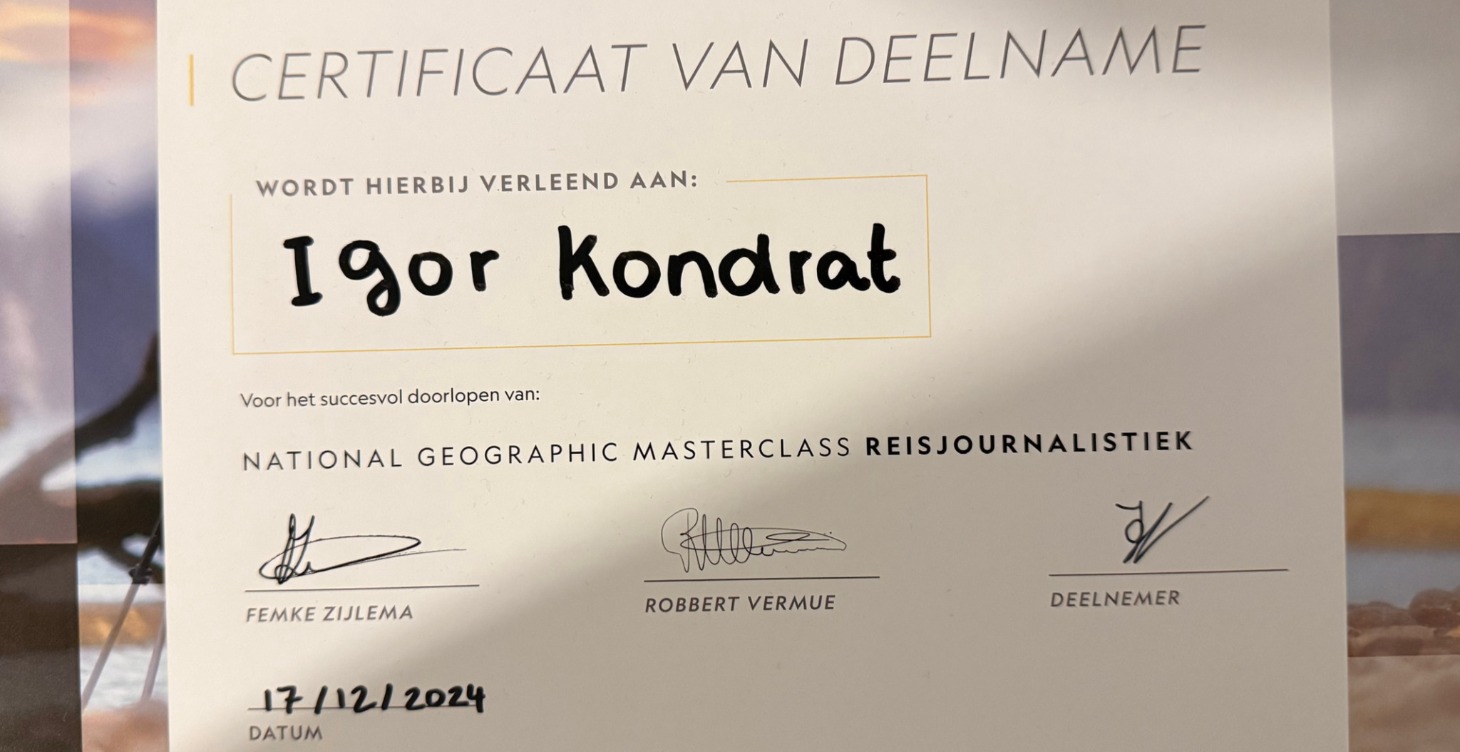 CERTIFICAAT VAN DEELNAME
WORDT HIERBIJ VERLEEND AAN:
Igor Kondrat
Voor het succesvol doorlopen van:
NATIONAL GEOGRAPHIC MASTERCLASS REISJOURNALISTIEK
FEMKE ZIJLEMA
ROBBERT VERMUE
DEELNEMER
17/12/2024
DATUM